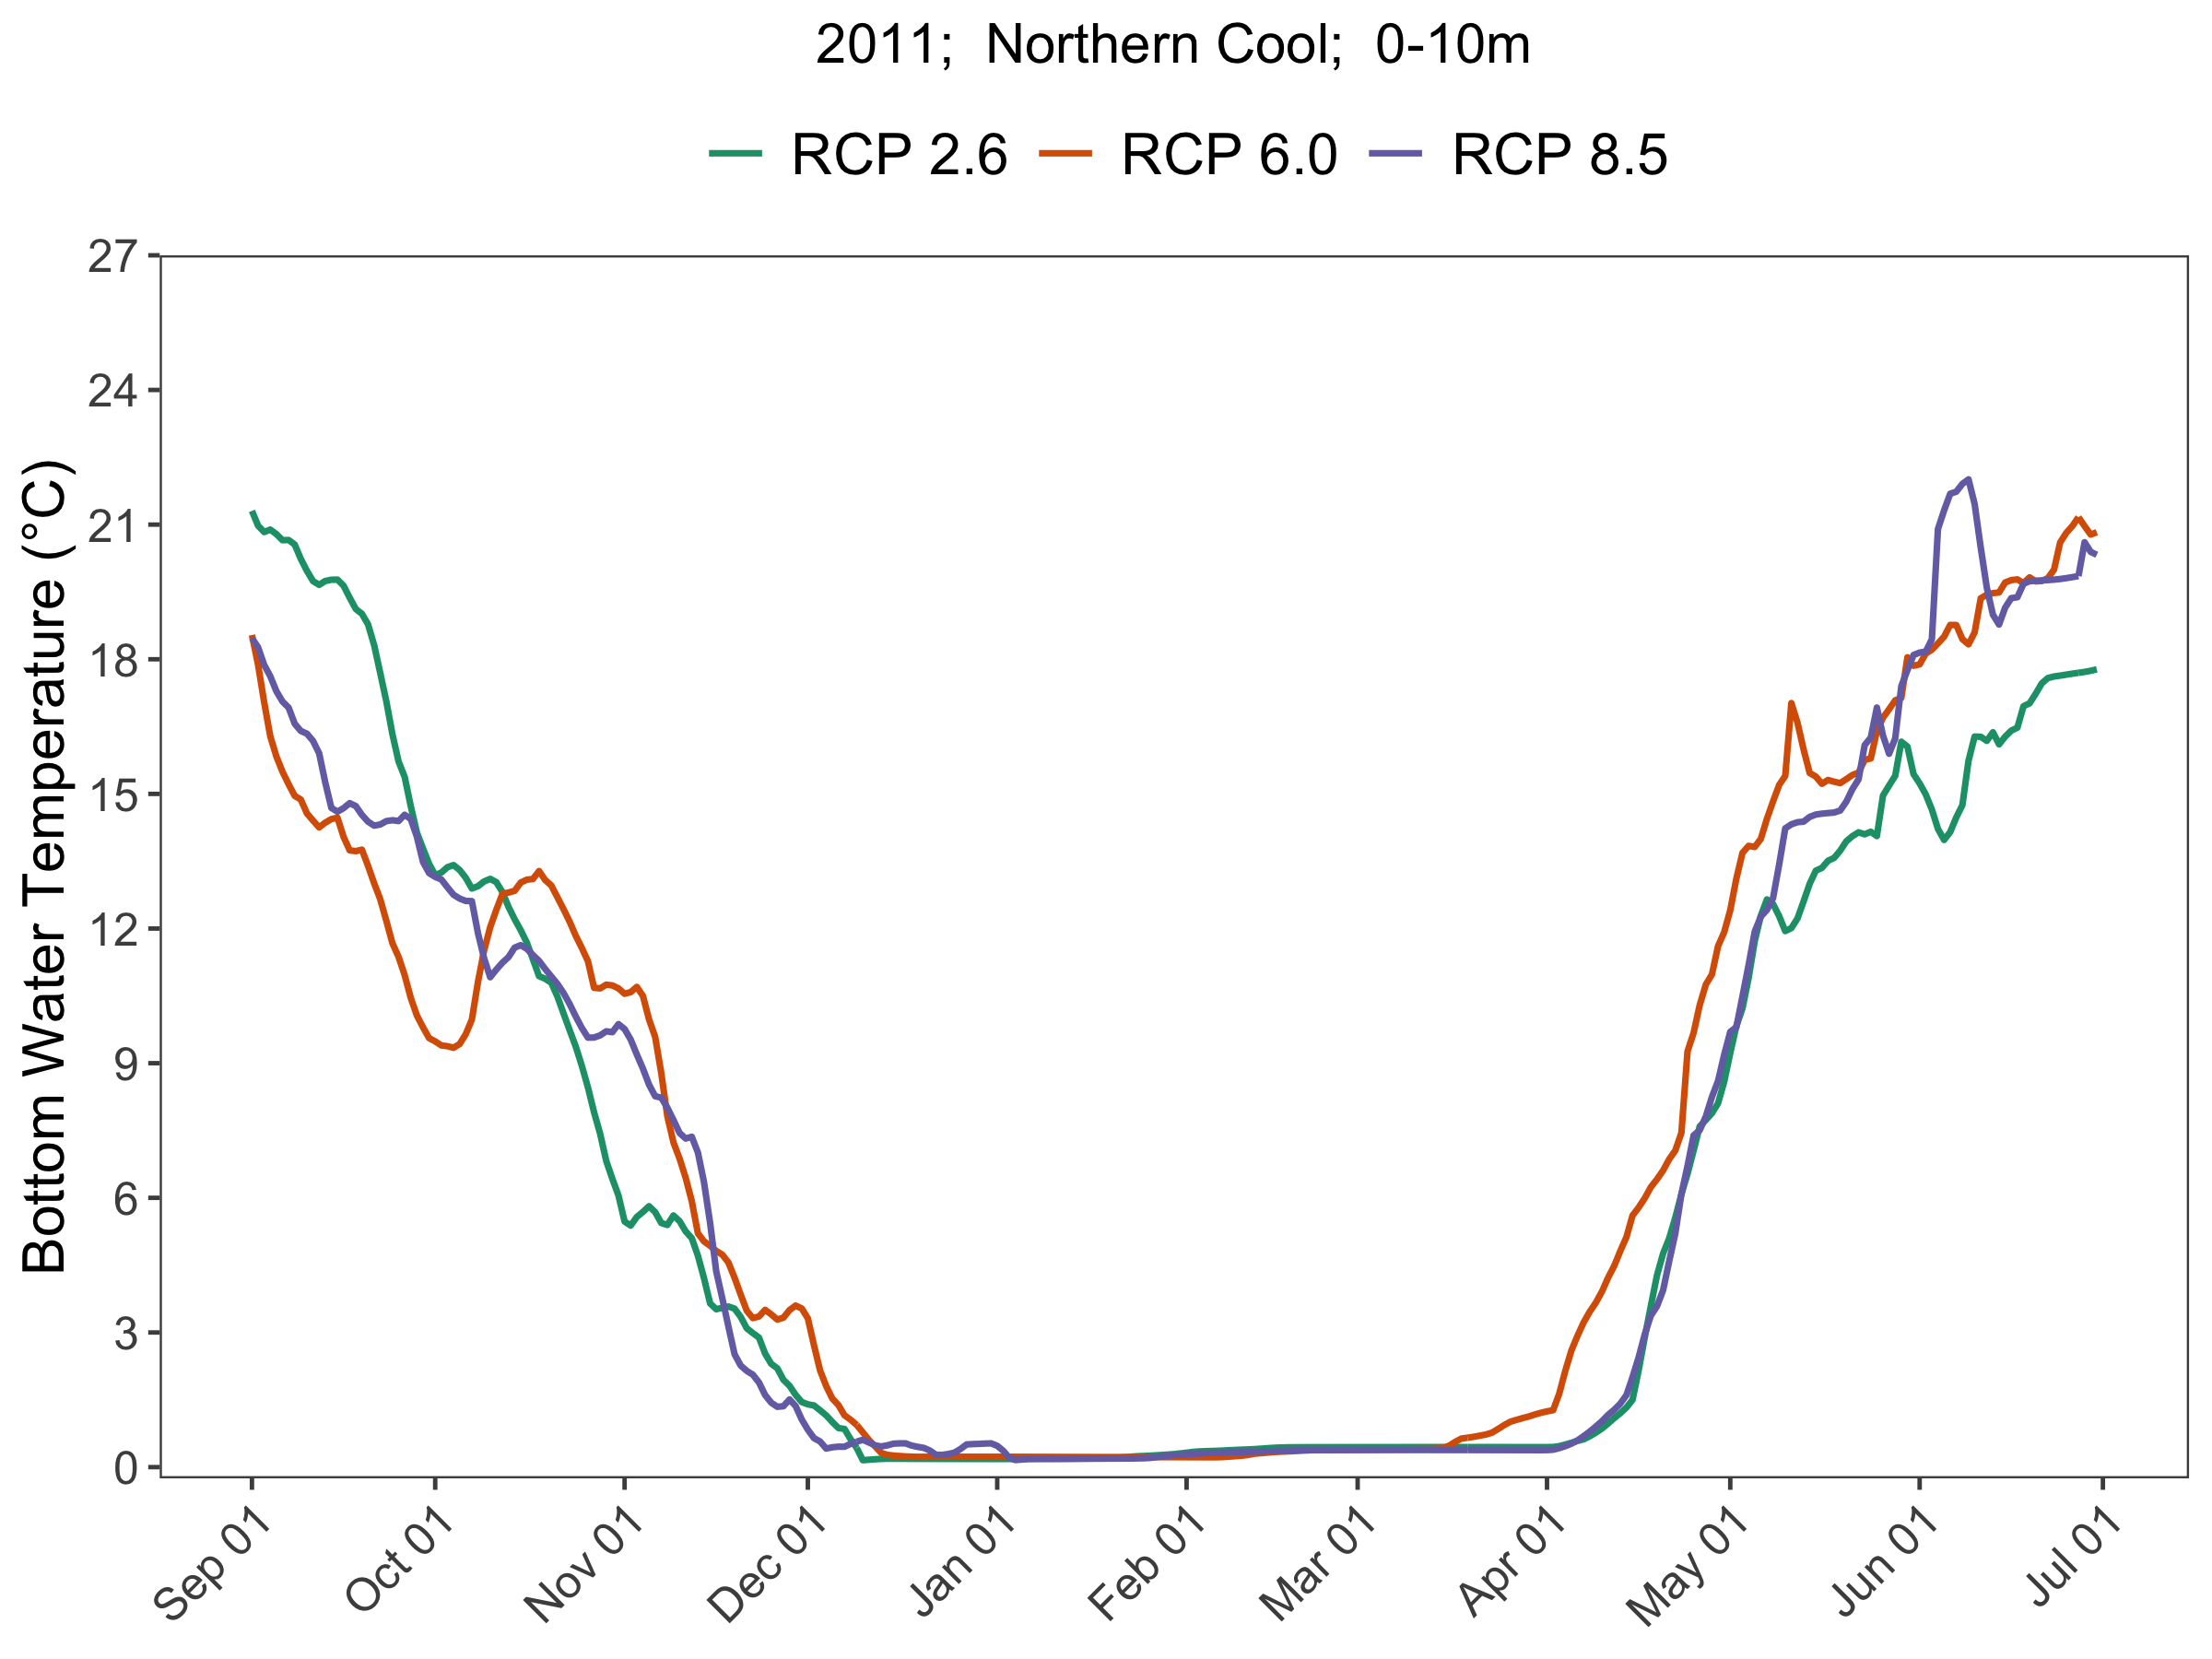 2011;  Northern Cool;  0-10m
RCP 2.6 RCP 6.0 RCP 8.5
Bottom Water Temperature (°C)
27
24
21
18
15
12
9
6
3
0
Sep 01 Oct 01 Nov 01 Dec 01 Jan 01 Feb 01 Mar 01 Apr 01 May 01 Jun 01 Jul 01